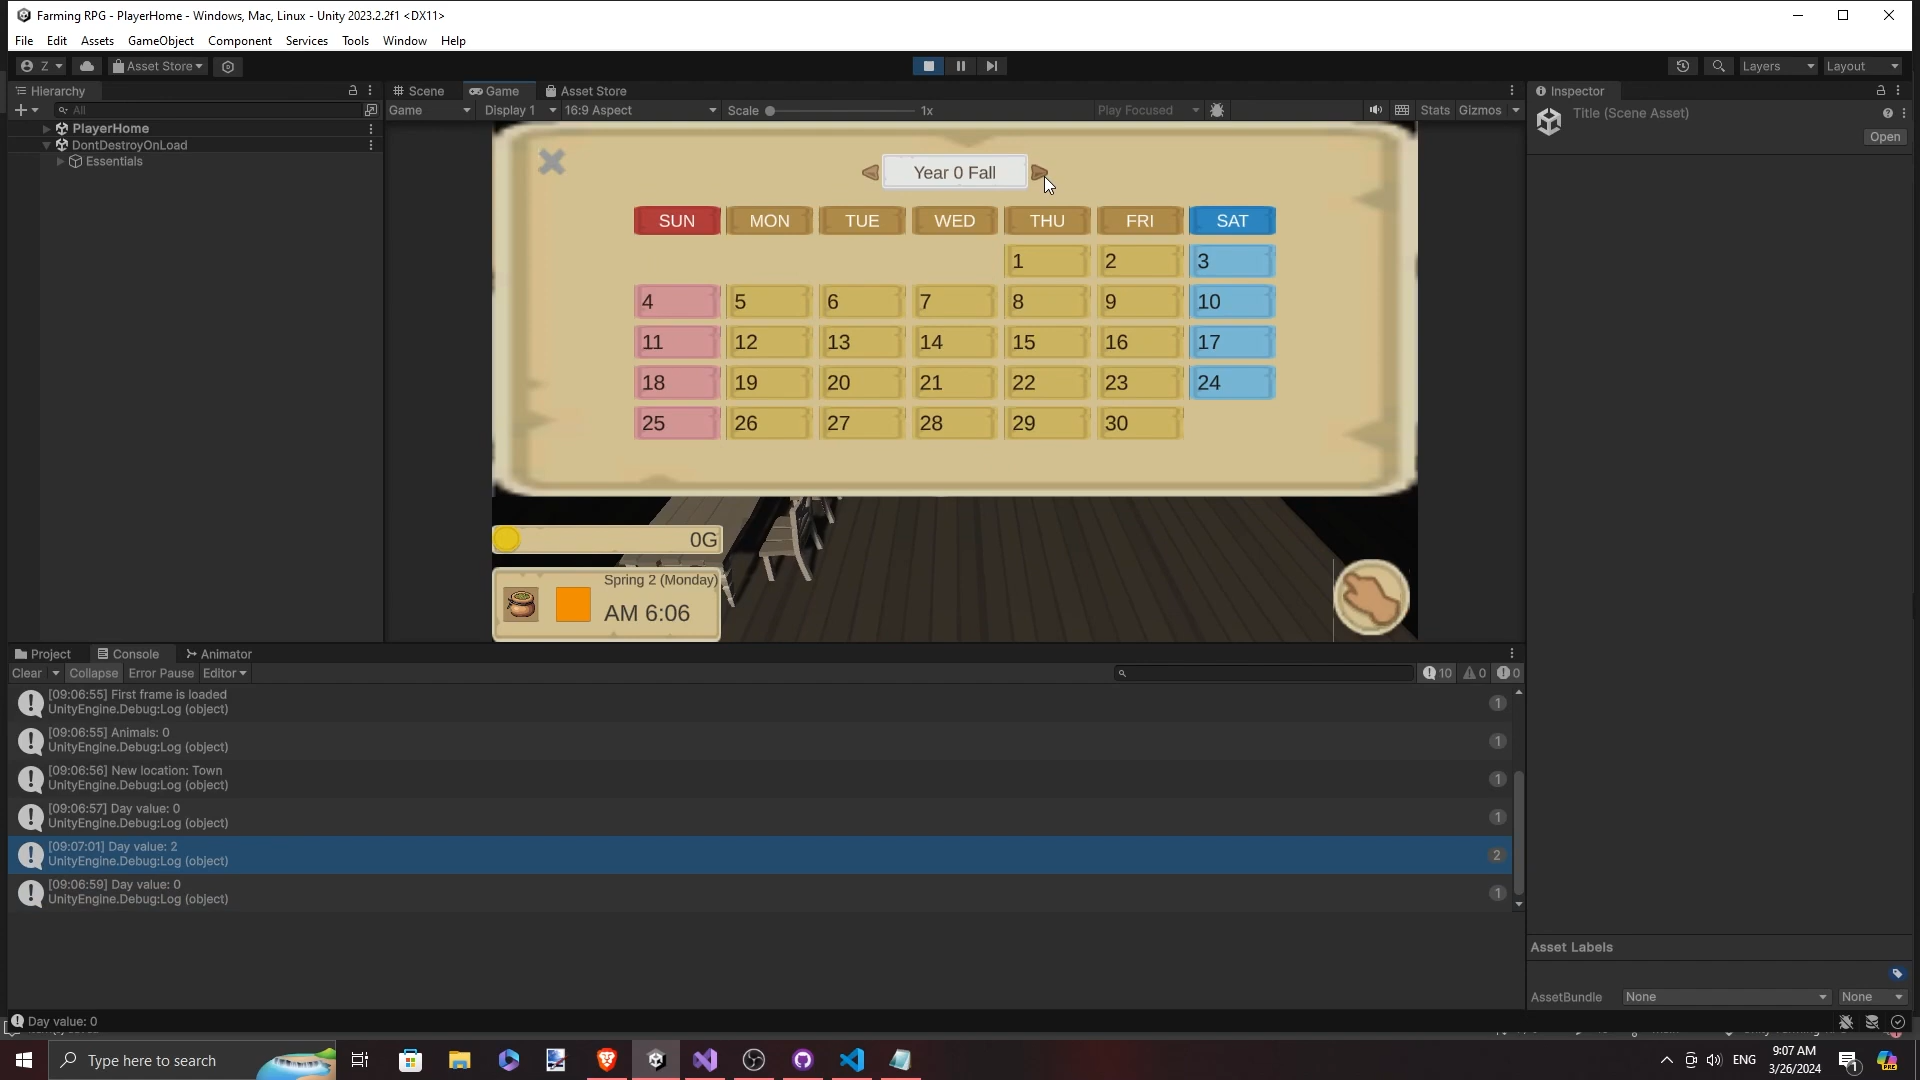 Farming RPG - PlayerHome - Windows, Mac, Linux - Unity 2023.2.2f1 <DX11>
File Edit Assets GameObject Component Services Tools Window Help
Z Asset Store Layers Layout
Hierarchy
All
PlayerHome
DontDestroyOnLoad
Essentials
Scene Game Asset Store
Game Display 1 16:9 Aspect Scale 1x Play Focused Stats Gizmos
Year 0 Fall
SUN MON TUE WED THU FRI SAT
1 2 3
4 5 6 7 8 9 10
11 12 13 14 15 16 17
18 19 20 21 22 23 24
25 26 27 28 29 30
0G
Spring 2 (Monday)
AM 6:06
Inspector
Title (Scene Asset)
Open
Project Console Animator
Clear Collapse Error Pause Editor 10 0 0
[09:06:55] First frame is loaded
UnityEngine.Debug:Log (object)
1
[09:06:55] Animals: 0
UnityEngine.Debug:Log (object)
1
[09:06:56] New location: Town
UnityEngine.Debug:Log (object)
1
[09:06:57] Day value: 0
UnityEngine.Debug:Log (object)
1
[09:07:01] Day value: 2
UnityEngine.Debug:Log (object)
2
[09:06:59] Day value: 0
UnityEngine.Debug:Log (object)
1
Asset Labels
AssetBundle None None
Day value: 0
Type here to search
ENG
9:07 AM
3/26/2024
1
PRE